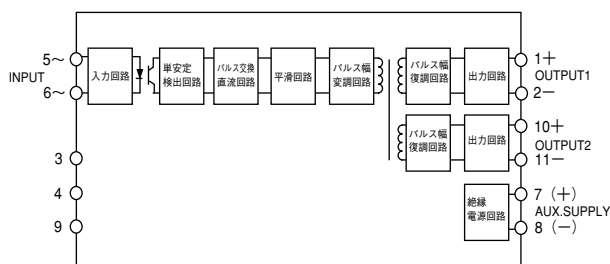 5~
INPUT
6~
3
4
9
入力回路
単安定
検出回路
パルス交換
直流回路
平滑回路
パルス幅
変調回路
パルス幅
復調回路
出力回路
1+
OUTPUT1
2−
パルス幅
復調回路
出力回路
10+
OUTPUT2
11−
絶縁
電源回路
7 (+)
AUX.SUPPLY
8 (−)